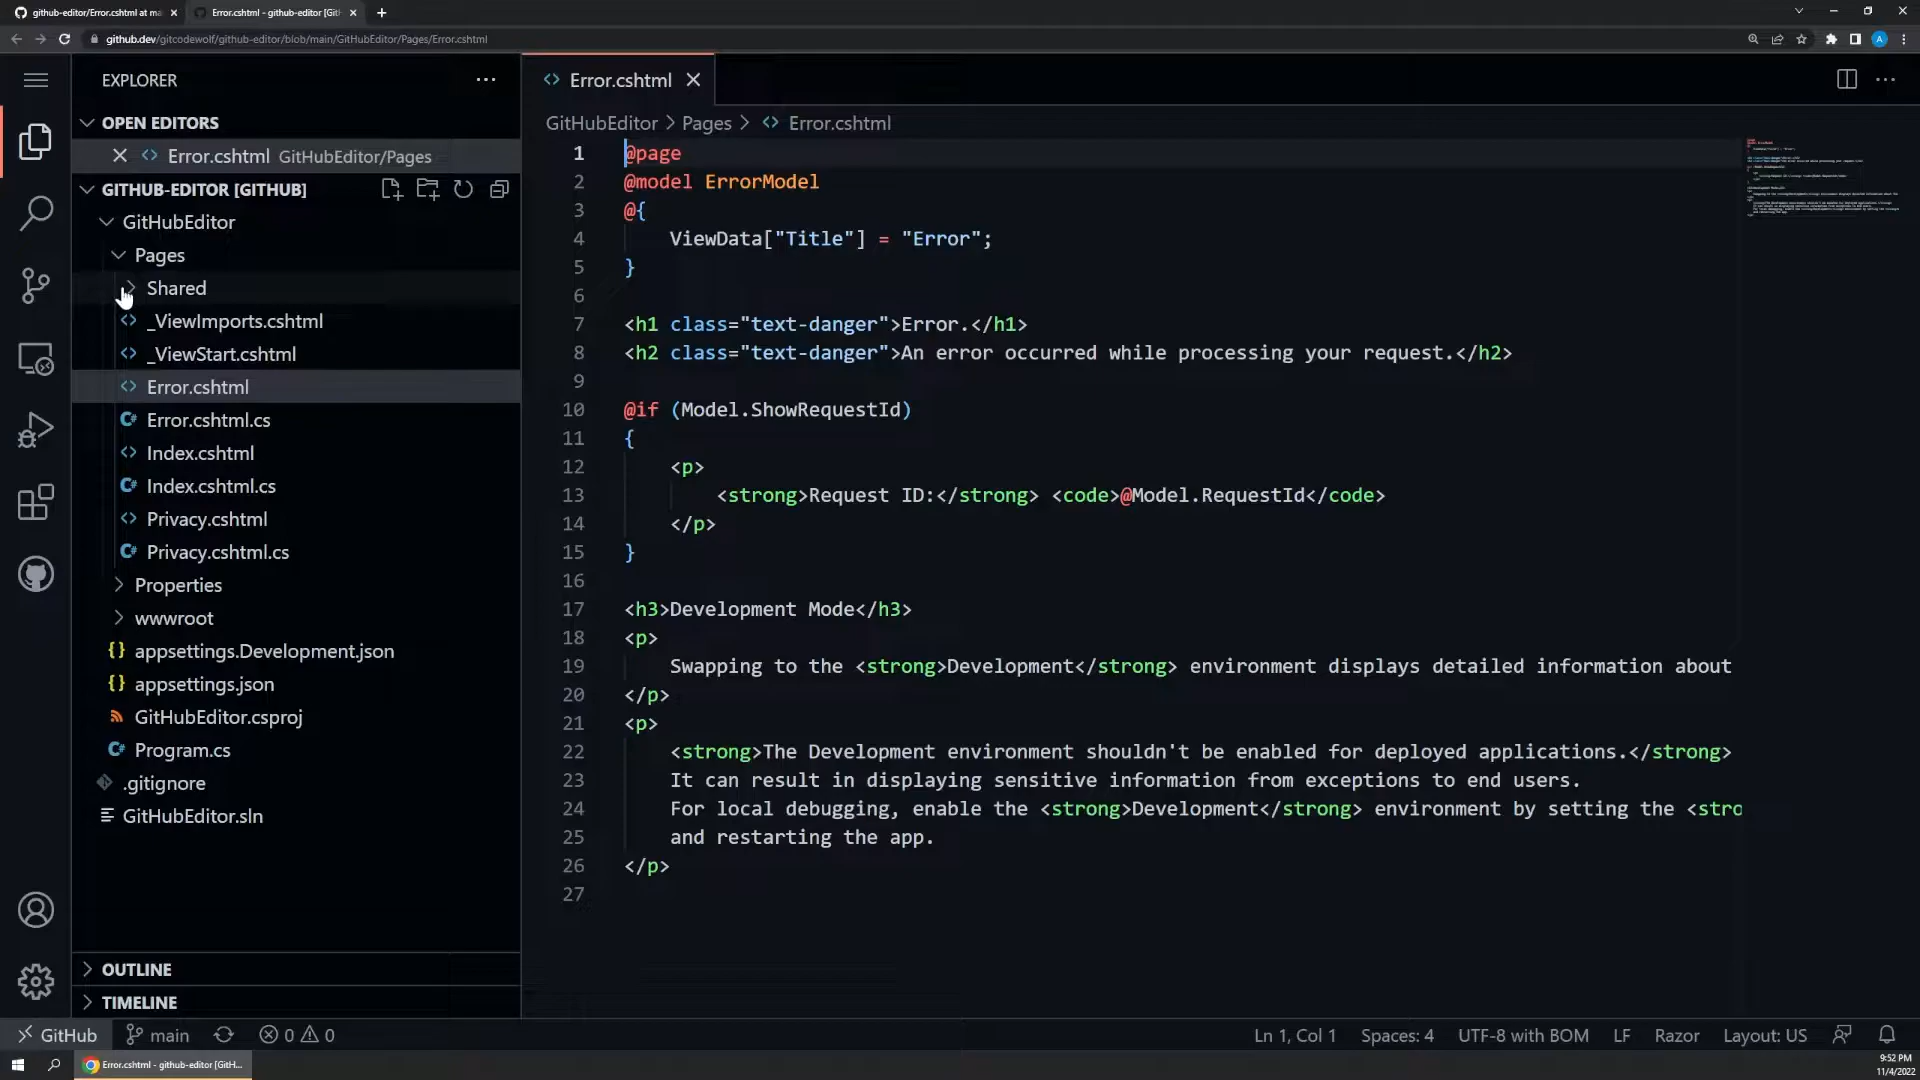 github-editor/Error.cshtml at ma
Error.cshtml - github-editor [Git
github.dev/gitcodewolf/github-editor/blob/main/GitHubEditor/Pages/Error.cshtml
A
EXPLORER
OPEN EDITORS
Error.cshtml GitHubEditor/Pages
GITHUB-EDITOR [GITHUB]
GitHubEditor
Pages
Shared
_ViewImports.cshtml
_ViewStart.cshtml
Error.cshtml
Error.cshtml.cs
Index.cshtml
Index.cshtml.cs
Privacy.cshtml
Privacy.cshtml.cs
Properties
wwwroot
appsettings.Development.json
appsettings.json
GitHubEditor.csproj
Program.cs
.gitignore
GitHubEditor.sln
OUTLINE
TIMELINE
Error.cshtml
GitHubEditor > Pages > Error.cshtml
1 @page
2 @model ErrorModel
3 @{
4 ViewData["Title"] = "Error";
5 }
6
7 <h1 class="text-danger">Error.</h1>
8 <h2 class="text-danger">An error occurred while processing your request.</h2>
9
10 @if (Model.ShowRequestId)
11 {
12 <p>
13 <strong>Request ID:</strong> <code>@Model.RequestId</code>
14 </p>
15 }
16
17 <h3>Development Mode</h3>
18 <p>
19 Swapping to the <strong>Development</strong> environment displays detailed information about
20 </p>
21 <p>
22 <strong>The Development environment shouldn't be enabled for deployed applications.</strong>
23 It can result in displaying sensitive information from exceptions to end users.
24 For local debugging, enable the <strong>Development</strong> environment by setting the <stro
25 and restarting the app.
26 </p>
27
GitHub main 0 0
Ln 1, Col 1 Spaces: 4 UTF-8 with BOM LF Razor Layout: US
Error.cshtml - github-editor [GitH...
9:52 PM
11/4/2022